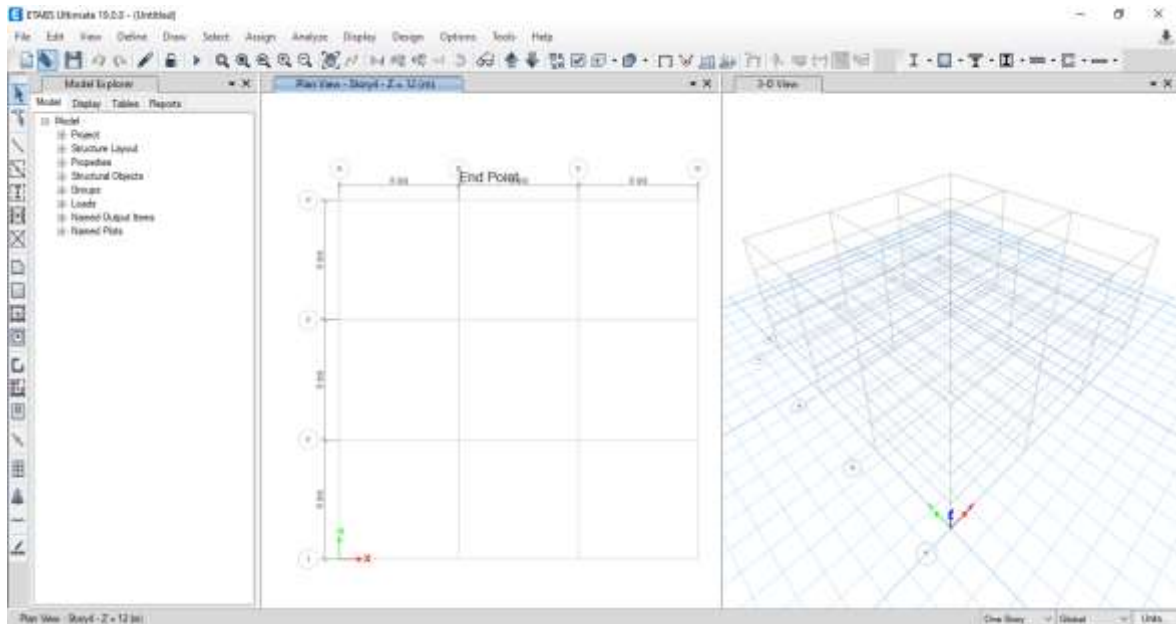 ETABS Ultimate 19.0.0 - (Untitled)
File Edit View Define Draw Select Assign Analyze Display Design Options Tools Help
Model Explorer
Model Display Tables Reports
Model
Project
Structure Layout
Properties
Structural Objects
Groups
Loads
Named Output Items
Named Plots
Plan View - Story4 - Z = 12 (m)
End Point
X
3-D View
Plan View - Story4 - Z = 12 (m)
One Story Global Units